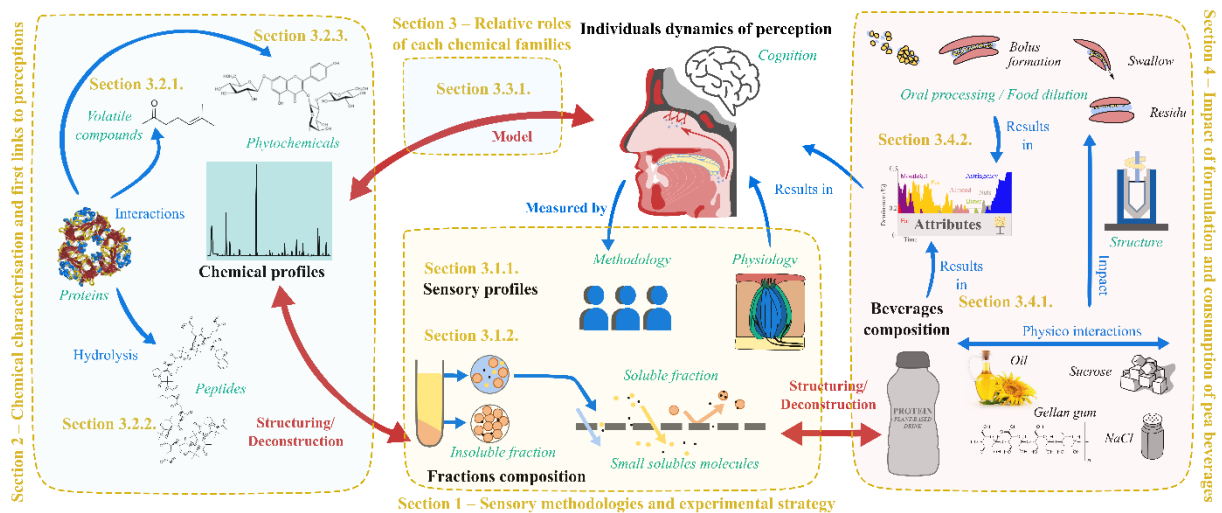 Section 2 – Chemical characterisation and first links to perceptions
Section 3.2.3.
Section 3.2.1.
Volatile
compounds
Phytochemicals
Interactions
Proteins
Chemical profiles
Hydrolysis
Peptides
Section 3.2.2.
Structuring/
Deconstruction
Section 3 – Relative roles
of each chemical families
Section 3.3.1.
Model
Individuals dynamics of perception
Cognition
Measured by
Results in
Section 3.1.1.
Sensory profiles
Methodology
Physiology
Section 3.1.2.
Soluble fraction
Insoluble fraction
Small solubles molecules
Fractions composition
Section 1 – Sensory methodologies and experimental strategy
Structuring/
Deconstruction
Section 4 – Impact of formulation and consumption of pea beverages
Bolus
formation
Swallow
Oral processing / Food dilution
Residu
Section 3.4.2.
Results
in
Astringency
Almond
Nuts
Attributes
Time
Structure
Results
in
Impact
Section 3.4.1.
Beverages
composition
Physico interactions
Oil
Sucrose
Gellan gum
NaCl
PROTEIN
PLANT-BASED
DRINK